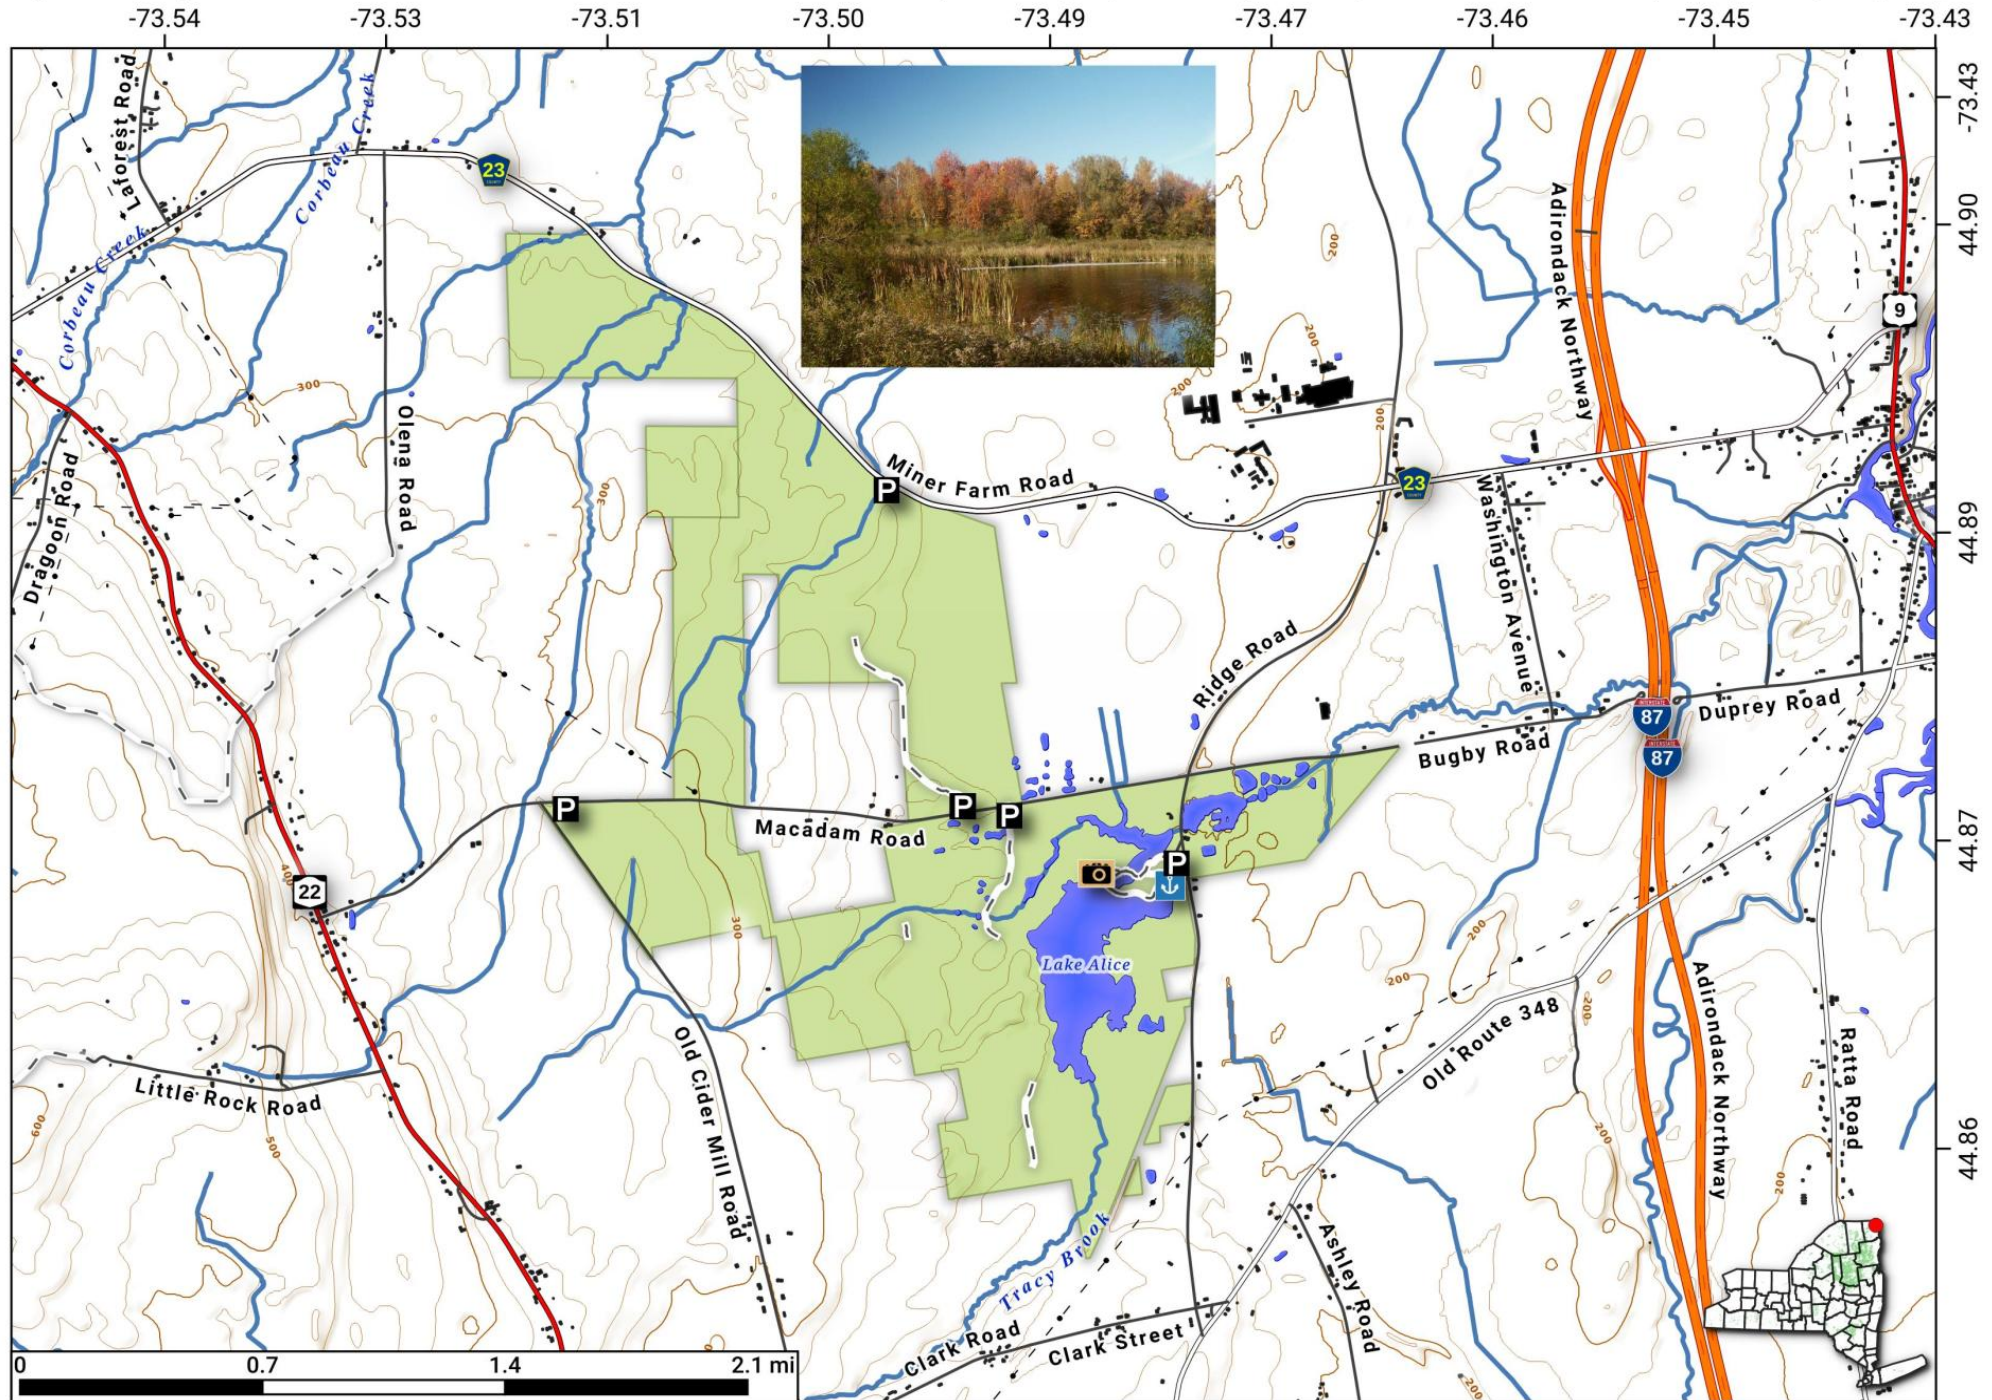 -73.54
-73.53
-73.51
-73.50
-73.49
-73.47
-73.46
-73.45
-73.43
-73.43
44.90
44.89
44.87
44.86
Laforest Road
Corbeau Creek
23
Corbeau Creek
Adirondack Northway
9
200
200
200
300
200
Olena Road
Dragoon Road
300
Miner Farm Road
23
Washington Avenue
Ridge Road
87
Duprey Road
Bugby Road
87
Macadam Road
P
P
P
P
P
400
22
300
Lake Alice
200
200
200
Old Route 348
Adirondack Northway
Ratta Road
Old Cider Mill Road
Little Rock Road
600
500
200
200
Tracy Brook
Ashley Road
Clark Road
Clark Street
200
0
0.7
1.4
2.1 mi